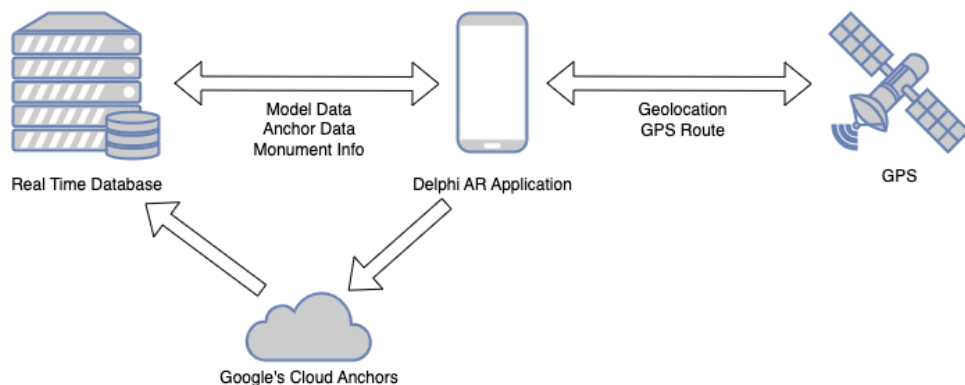 Model Data
Anchor Data
Monument Info
Geolocation
GPS Route
Real Time Database
Delphi AR Application
GPS
Google's Cloud Anchors